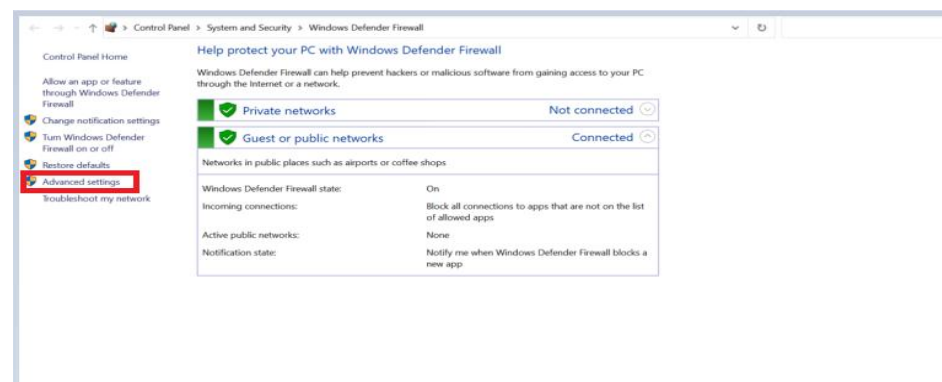 Control Panel > System and Security > Windows Defender Firewall
Control Panel Home
Allow an app or feature
through Windows Defender
Firewall
Change notification settings
Turn Windows Defender
Firewall on or off
Restore defaults
Advanced settings
Troubleshoot my network
Help protect your PC with Windows Defender Firewall
Windows Defender Firewall can help prevent hackers or malicious software from gaining access to your PC
through the Internet or a network.
Private networks Not connected
Guest or public networks Connected
Networks in public places such as airports or coffee shops
Windows Defender Firewall state: On
Incoming connections: Block all connections to apps that are not on the list
of allowed apps
Active public networks: None
Notification state: Notify me when Windows Defender Firewall blocks a
new app